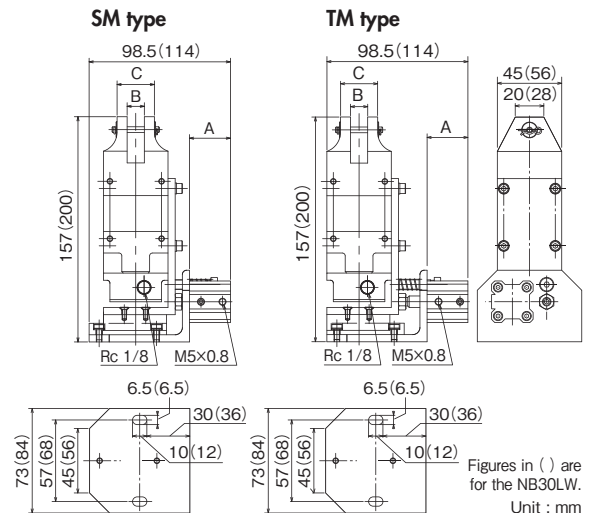 SM type
TM type
98.5(114)
C
B
A
157(200)
Rc 1/8
M5×0.8
98.5(114)
C
B
A
157(200)
Rc 1/8
M5×0.8
45(56)
20(28)
6.5(6.5)
30(36)
10(12)
73(84)
57(68)
45(56)
6.5(6.5)
30(36)
10(12)
73(84)
57(68)
45(56)
Figures in ( ) are
for the NB30LW.
Unit : mm